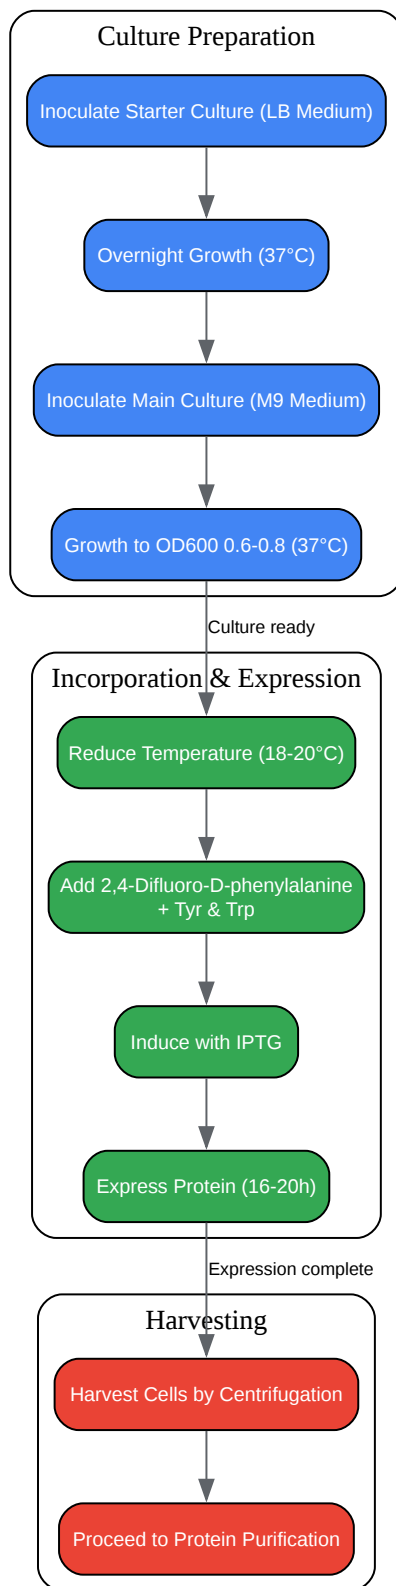 Culture Preparation
Inoculate Starter Culture (LB Medium)
Overnight Growth (37°C)
Inoculate Main Culture (M9 Medium)
Growth to OD600 0.6-0.8 (37°C)
Culture ready
Incorporation & Expression
Reduce Temperature (18-20°C)
Add 2,4-Difluoro-D-phenylalanine
+ Tyr & Trp
Induce with IPTG
Express Protein (16-20h)
Expression complete
Harvesting
Harvest Cells by Centrifugation
Proceed to Protein Purification